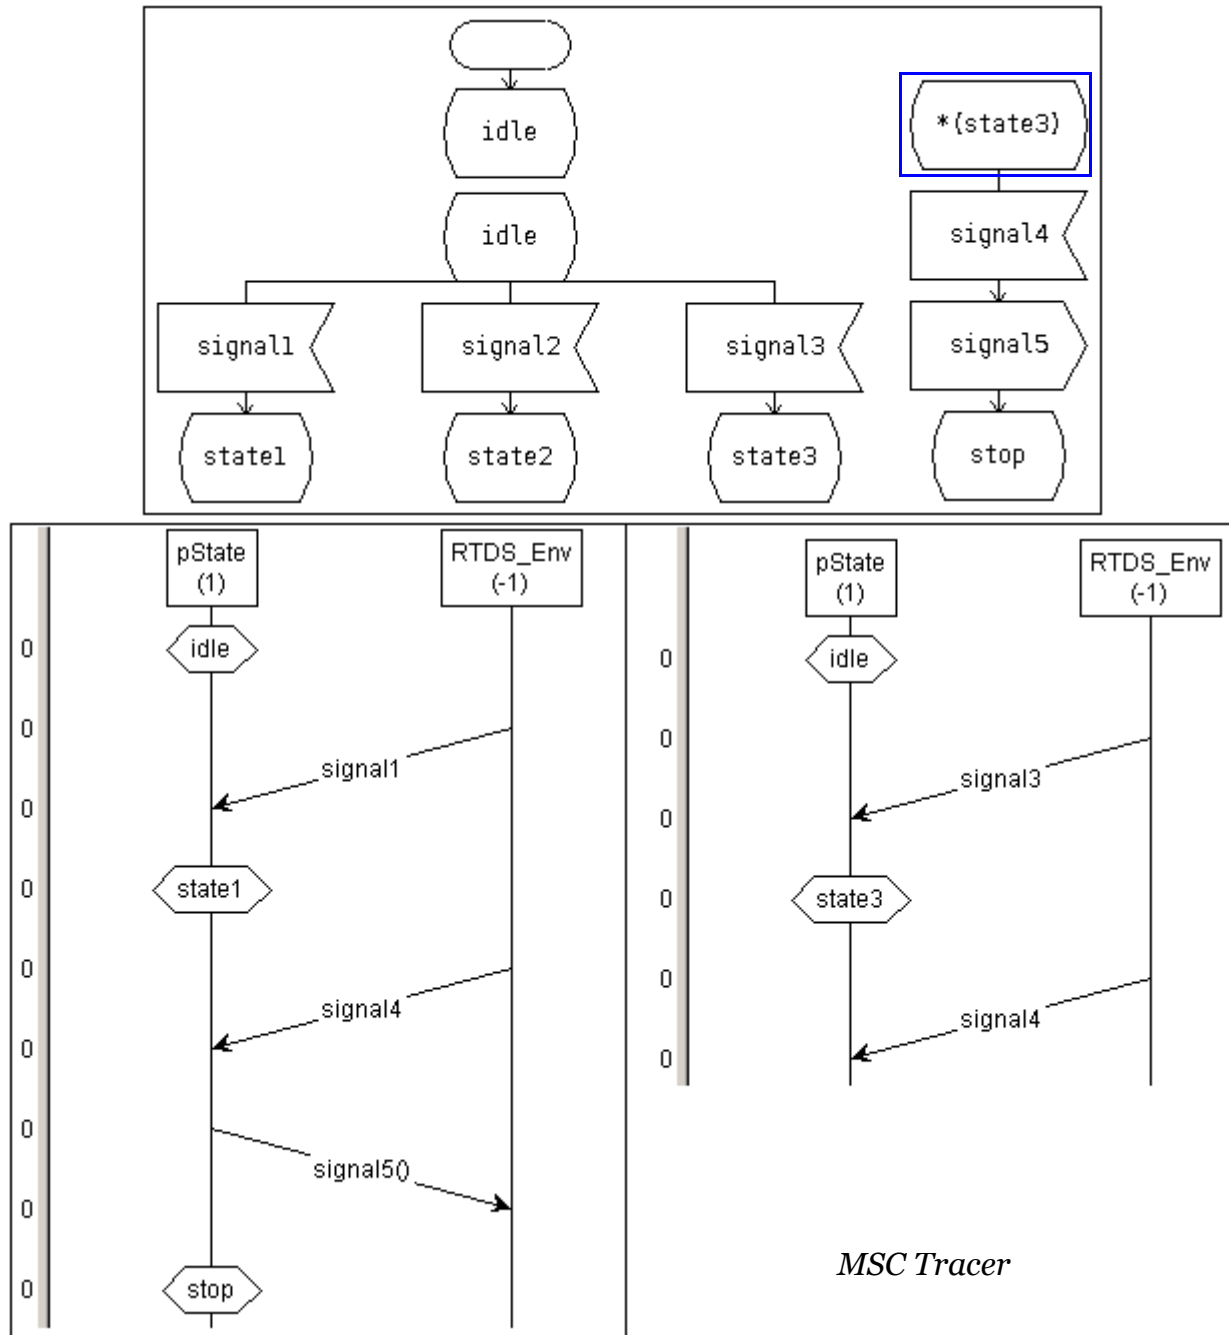 idle
*(state3)
idle
signal4
signal1
signal2
signal3
signal5
state1
state2
state3
stop
pState
(1)
RTDS_Env
(-1)
0
idle
0
signal1
0
0
state1
0
signal4
0
0
signal5()
0
0
stop
pState
(1)
RTDS_Env
(-1)
0
idle
0
signal3
0
0
state3
0
signal4
0
MSC Tracer